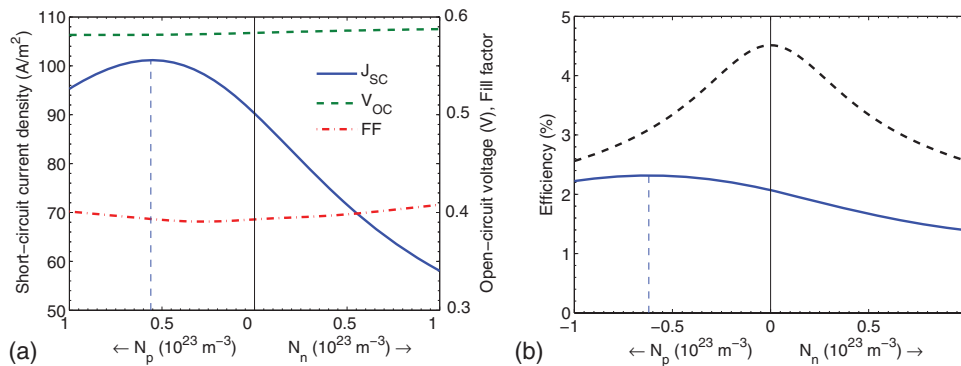 110
100
90
80
70
60
50
Short−circuit current density (A/m²)
0.6
0.5
0.4
0.3
Open−circuit voltage (V), Fill factor
J_SC
V_OC
FF
1 0.5 0 0.5 1
(a) ← N_p (10²³ m⁻³) N_n (10²³ m⁻³) →
5
4
3
2
1
0
Efficiency (%)
−1 −0.5 0 0.5
(b) ← N_p (10²³ m⁻³) N_n (10²³ m⁻³) →